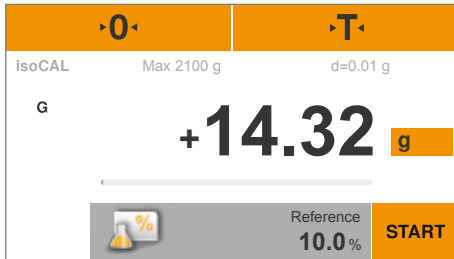 ▸0◂ ▸T◂
isoCAL Max 2100 g d=0.01 g
G
+14.32 g
%
Reference
10.0 % START